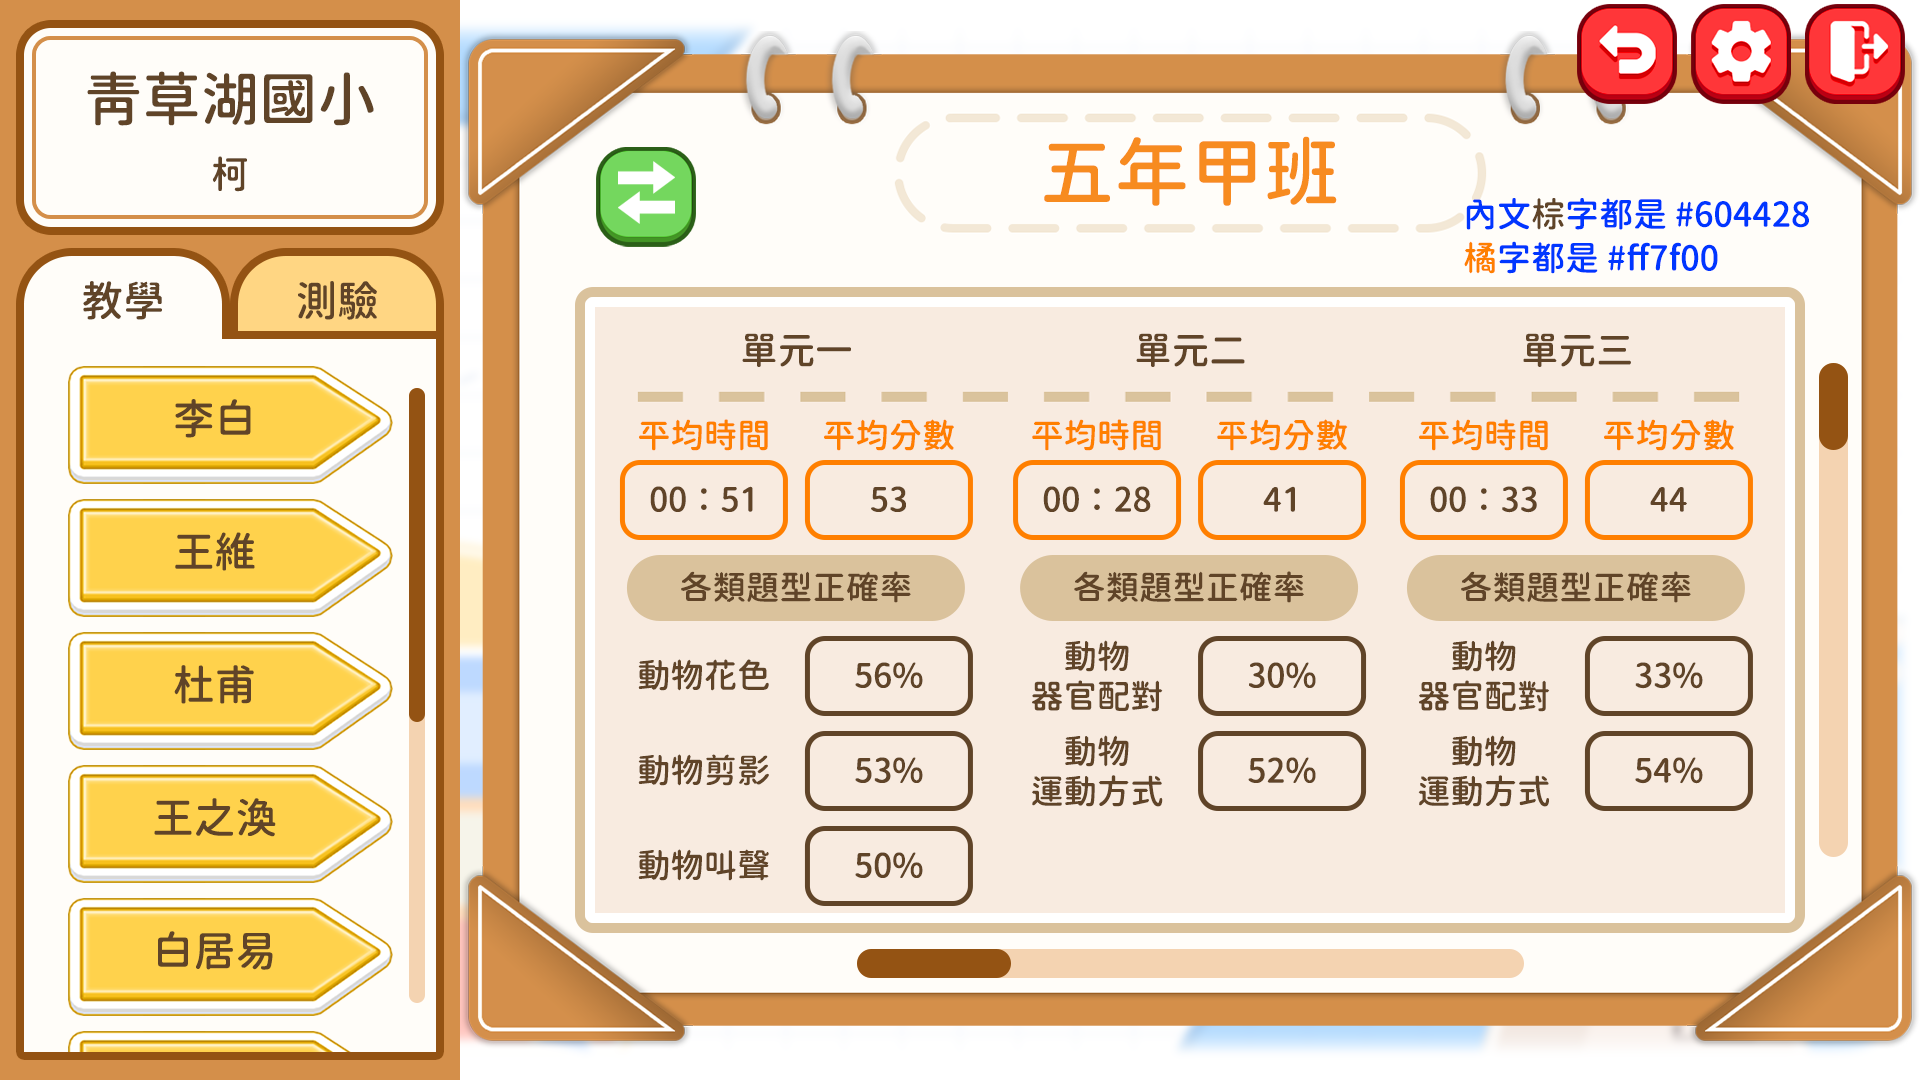 青草湖國小
柯
教學
測驗
李白
王維
杜甫
王之渙
白居易
五年甲班
內文棕字都是 #604428
橘字都是 #ff7f00
單元一
單元二
單元三
平均時間
平均分數
平均時間
平均分數
平均時間
平均分數
00：51
53
00：28
41
00：33
44
各類題型正確率
各類題型正確率
各類題型正確率
動物花色
56%
動物
器官配對
30%
動物
器官配對
33%
動物剪影
53%
動物
運動方式
52%
動物
運動方式
54%
動物叫聲
50%